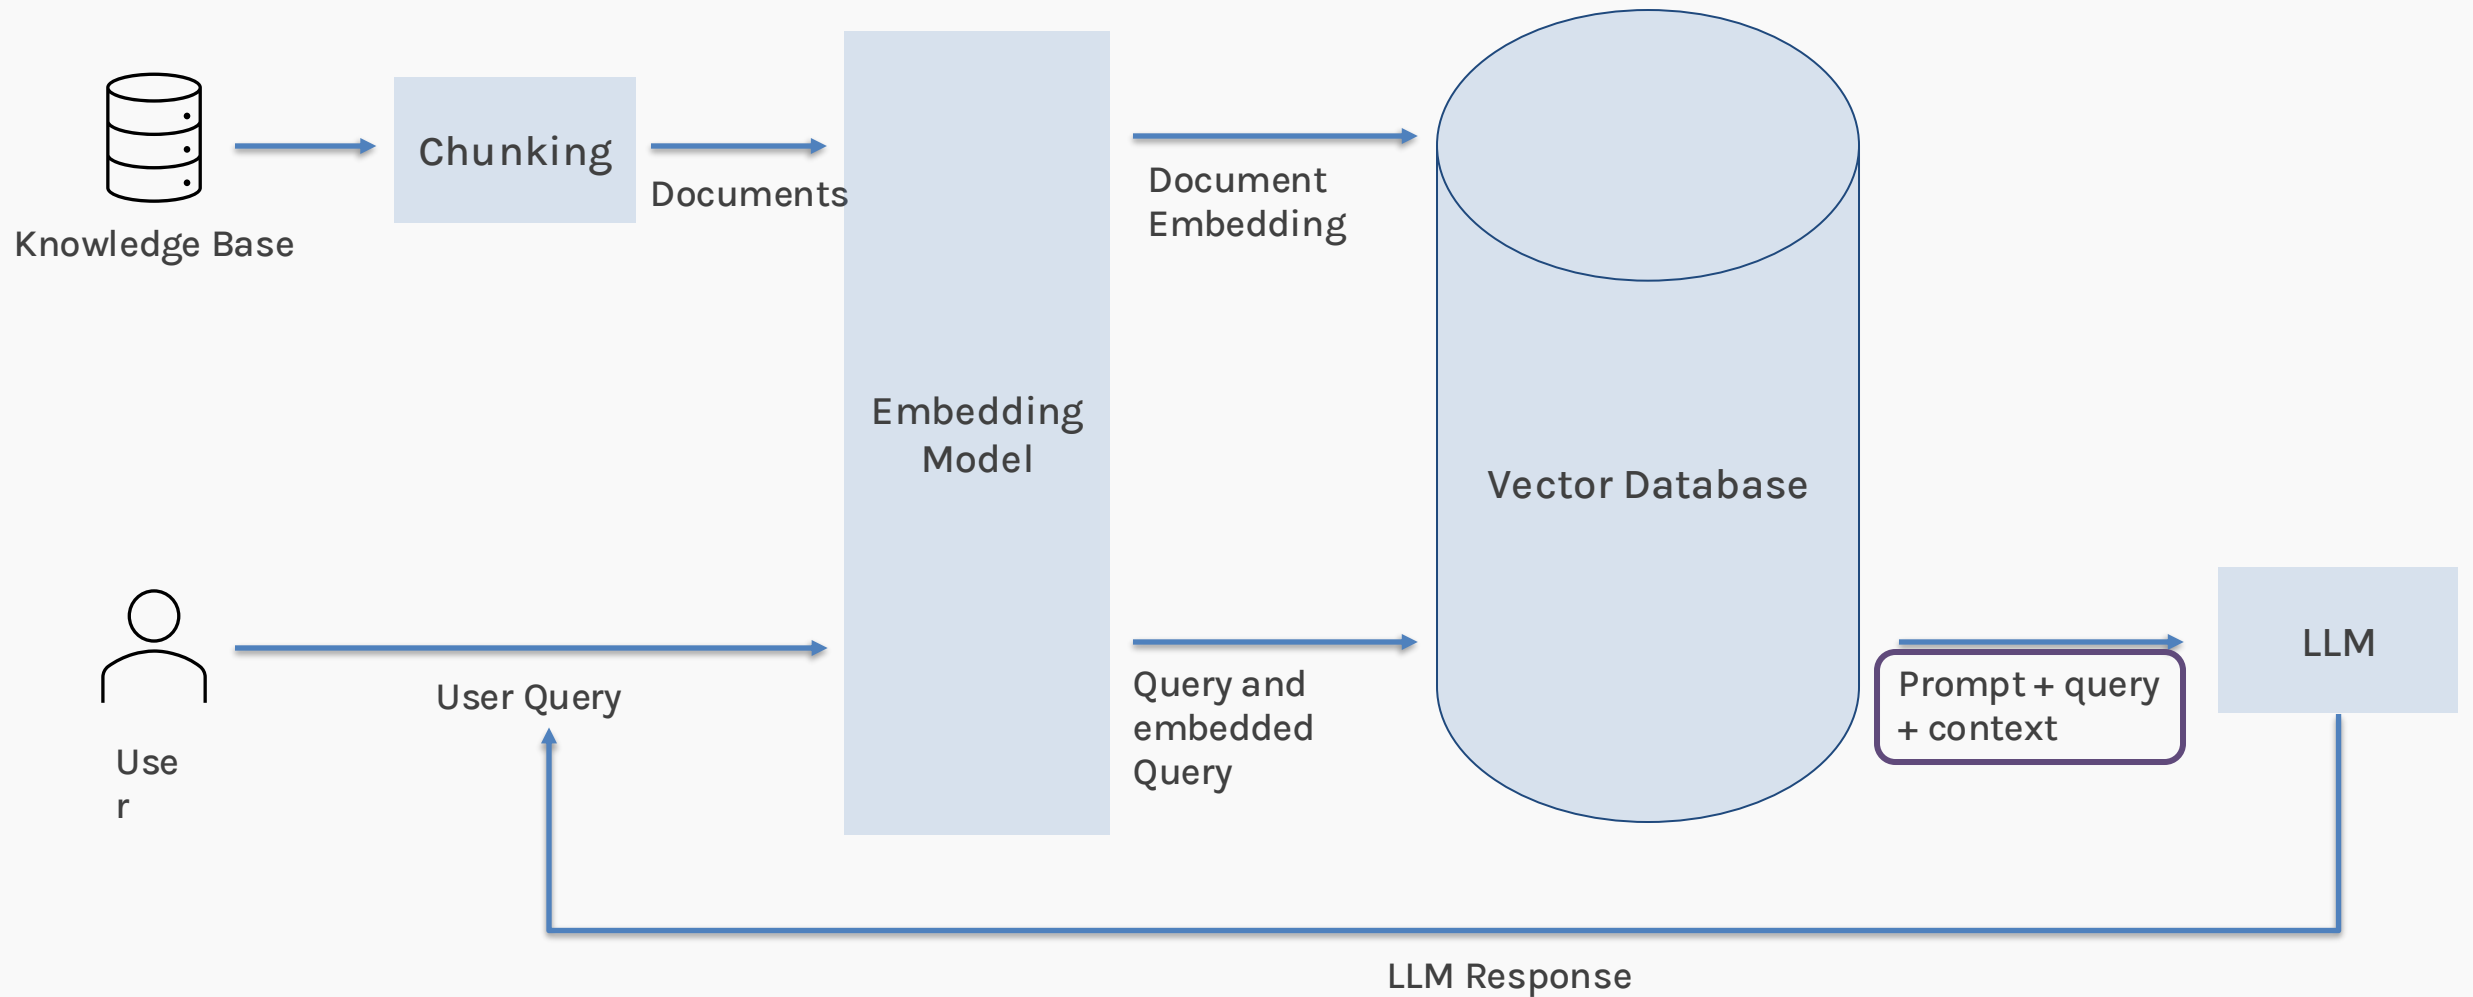 Knowledge Base
Chunking
Documents
Embedding
Model
Document
Embedding
Vector Database
Use
r
User Query
Query and
embedded
Query
Prompt + query
+ context
LLM
LLM Response